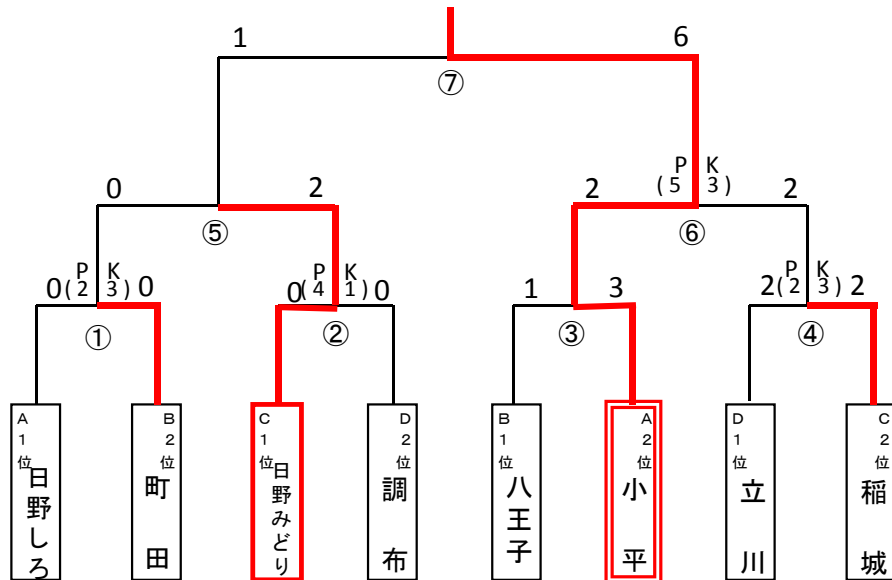 1 6
⑦
P K
0 2 2 (5 3) 2
⑤ ⑥
P K P K P K
0(2 3)0 0(4 1)0 1 3 2(2 3)2
① ② ③ ④
A1位 日野しろ
B2位 町田
C1位 日野みどり
D2位 調布
B1位 八王子
A2位 小平
D1位 立川
C2位 稲城